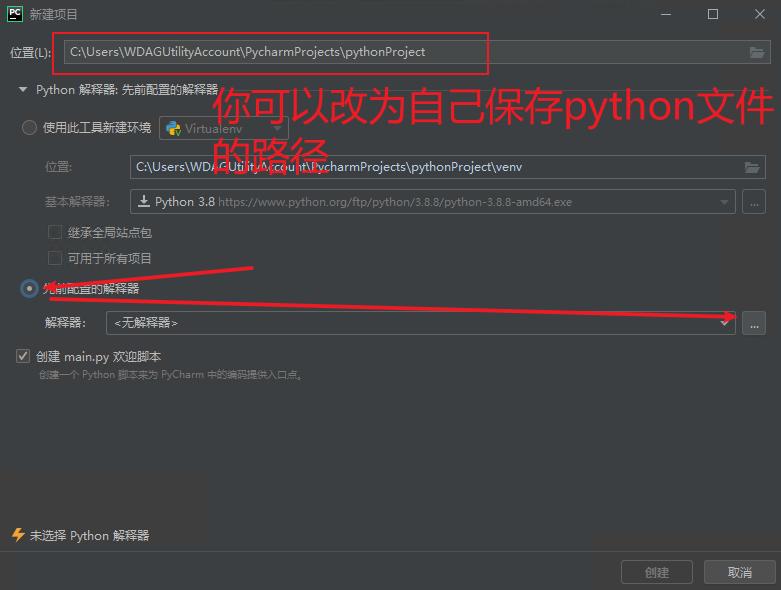 PC 新建项目
位置(L): C:\Users\WDAGUtilityAccount\PycharmProjects\pythonProject
Python 解释器: 先前配置的解释器
你可以改为自己保存python文件
的路径
使用此工具新建环境 Virtualenv
位置: C:\Users\WDAGUtilityAccount\PycharmProjects\pythonProject\venv
基本解释器: Python 3.8 https://www.python.org/ftp/python/3.8.8/python-3.8.8-amd64.exe ...
继承全局站点包
可用于所有项目
先前配置的解释器
解释器: <无解释器> ...
创建 main.py 欢迎脚本
创建一个 Python 脚本来为 PyCharm 中的编码提供入口点。
未选择 Python 解释器
创建 取消